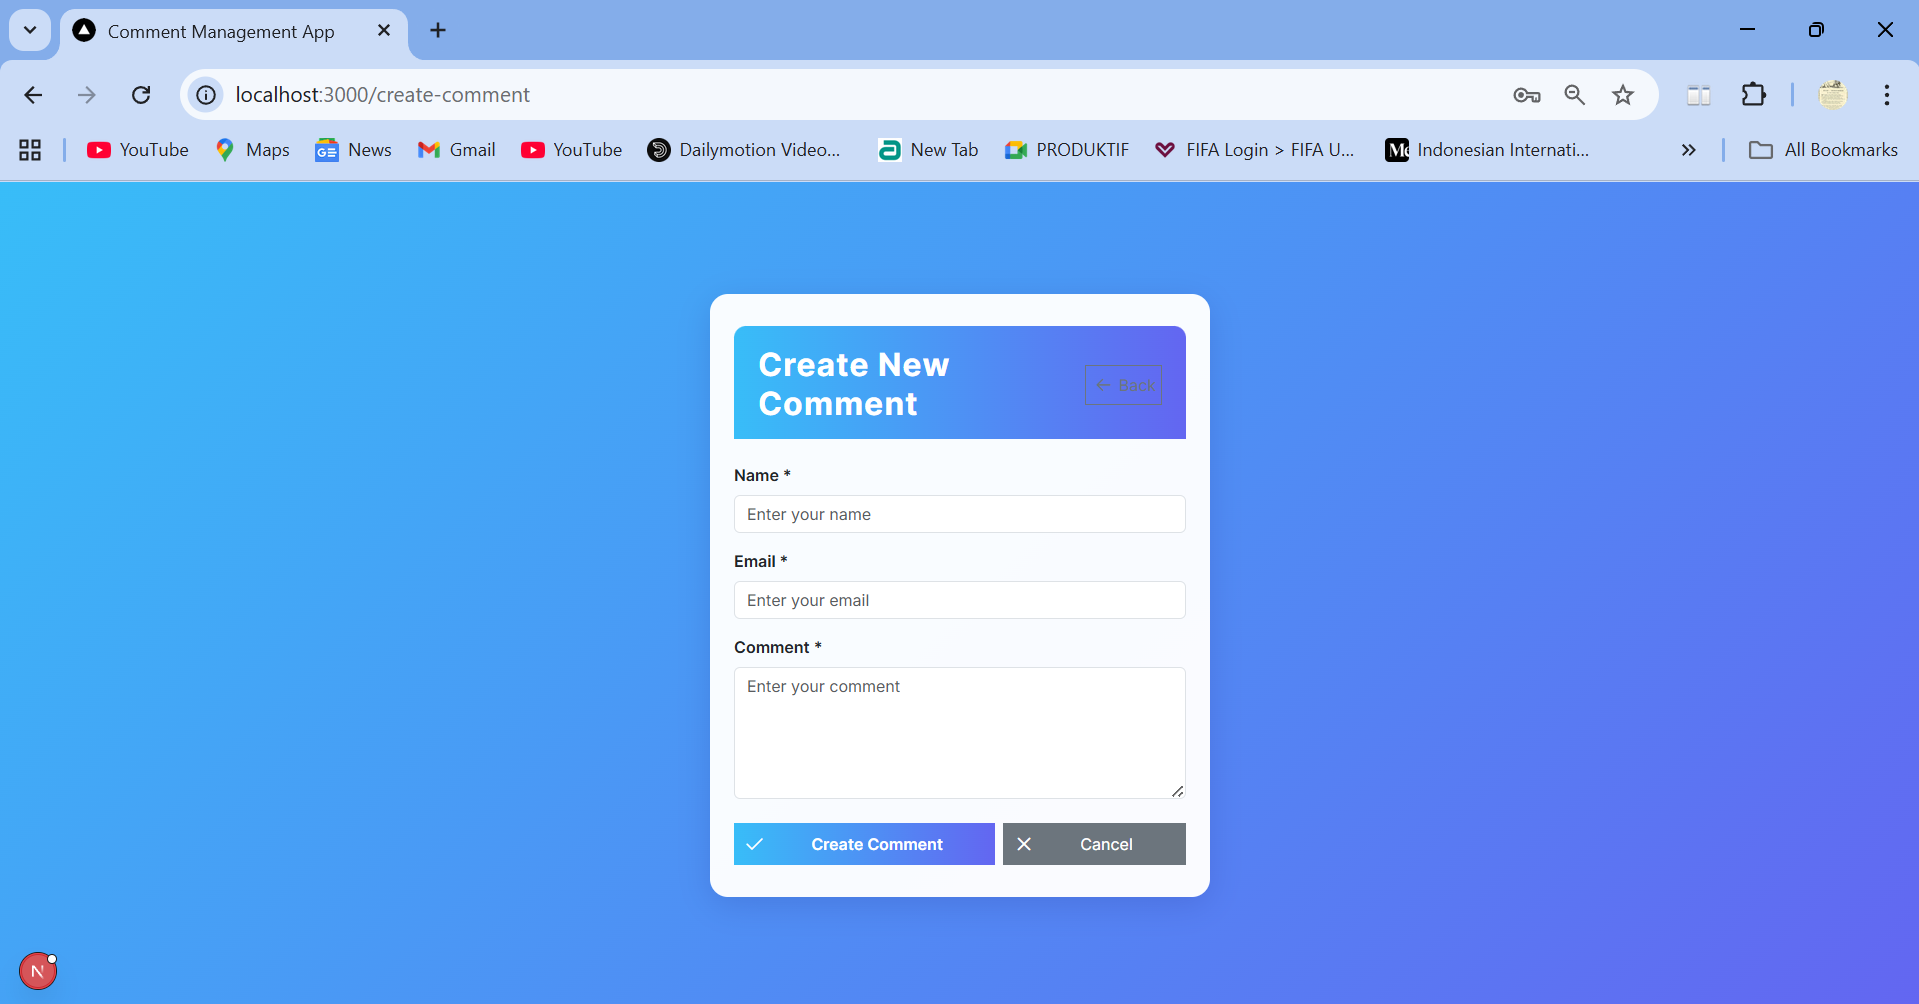 Comment Management App
localhost:3000/create-comment
YouTube
Maps
News
Gmail
YouTube
Dailymotion Video...
New Tab
PRODUKTIF
FIFA Login > FIFA U...
Indonesian Internati...
All Bookmarks
Create New
Comment
Back
Name *
Enter your name
Email *
Enter your email
Comment *
Enter your comment
Create Comment
Cancel
N